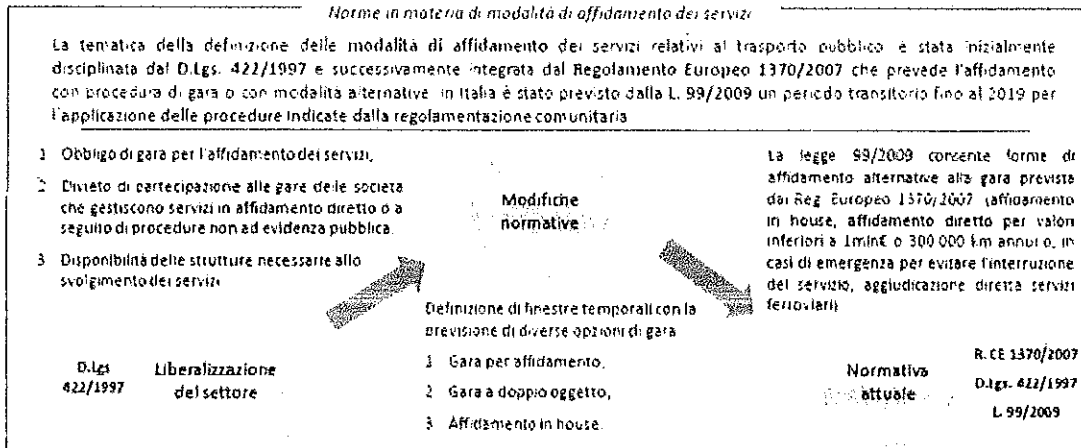 Norme in materia di modalità di affidamento dei servizi
La tematica della definizione delle modalità di affidamento dei servizi relativi al trasporto pubblico è stata inizialmente
disciplinata dal D.Lgs. 422/1997 e successivamente integrata dal Regolamento Europeo 1370/2007 che prevede l'affidamento
con procedura di gara o con modalità alternative in Italia è stato previsto dalla L. 99/2009 un periodo transitorio fino al 2019 per
l'applicazione delle procedure indicate dalla regolamentazione comunitaria
1 Obbligo di gara per l'affidamento dei servizi,
2 Divieto di partecipazione alle gare delle società
che gestiscono servizi in affidamento diretto o a
seguito di procedure non ad evidenza pubblica.
3 Disponibilità delle strutture necessarie allo
svolgimento dei servizi
D.Lgs
422/1997
Liberalizzazione
del settore
Modifiche
normative
Definizione di finestre temporali con la
previsione di diverse opzioni di gara
1 Gara per affidamento,
2 Gara a doppio oggetto,
3 Affidamento in house.
La legge 99/2009 consente forme di
affidamento alternative alla gara prevista
dal Reg Europeo 1370/2007 (affidamento
in house, affidamento diretto per valori
inferiori a 1mln€ o 300 000 km annui o, in
casi di emergenza per evitare l'interruzione
del servizio, aggiudicazione diretta servizi
ferroviari)
Normativa
attuale
R. CE 1370/2007
D.Lgs. 422/1997
L. 99/2009